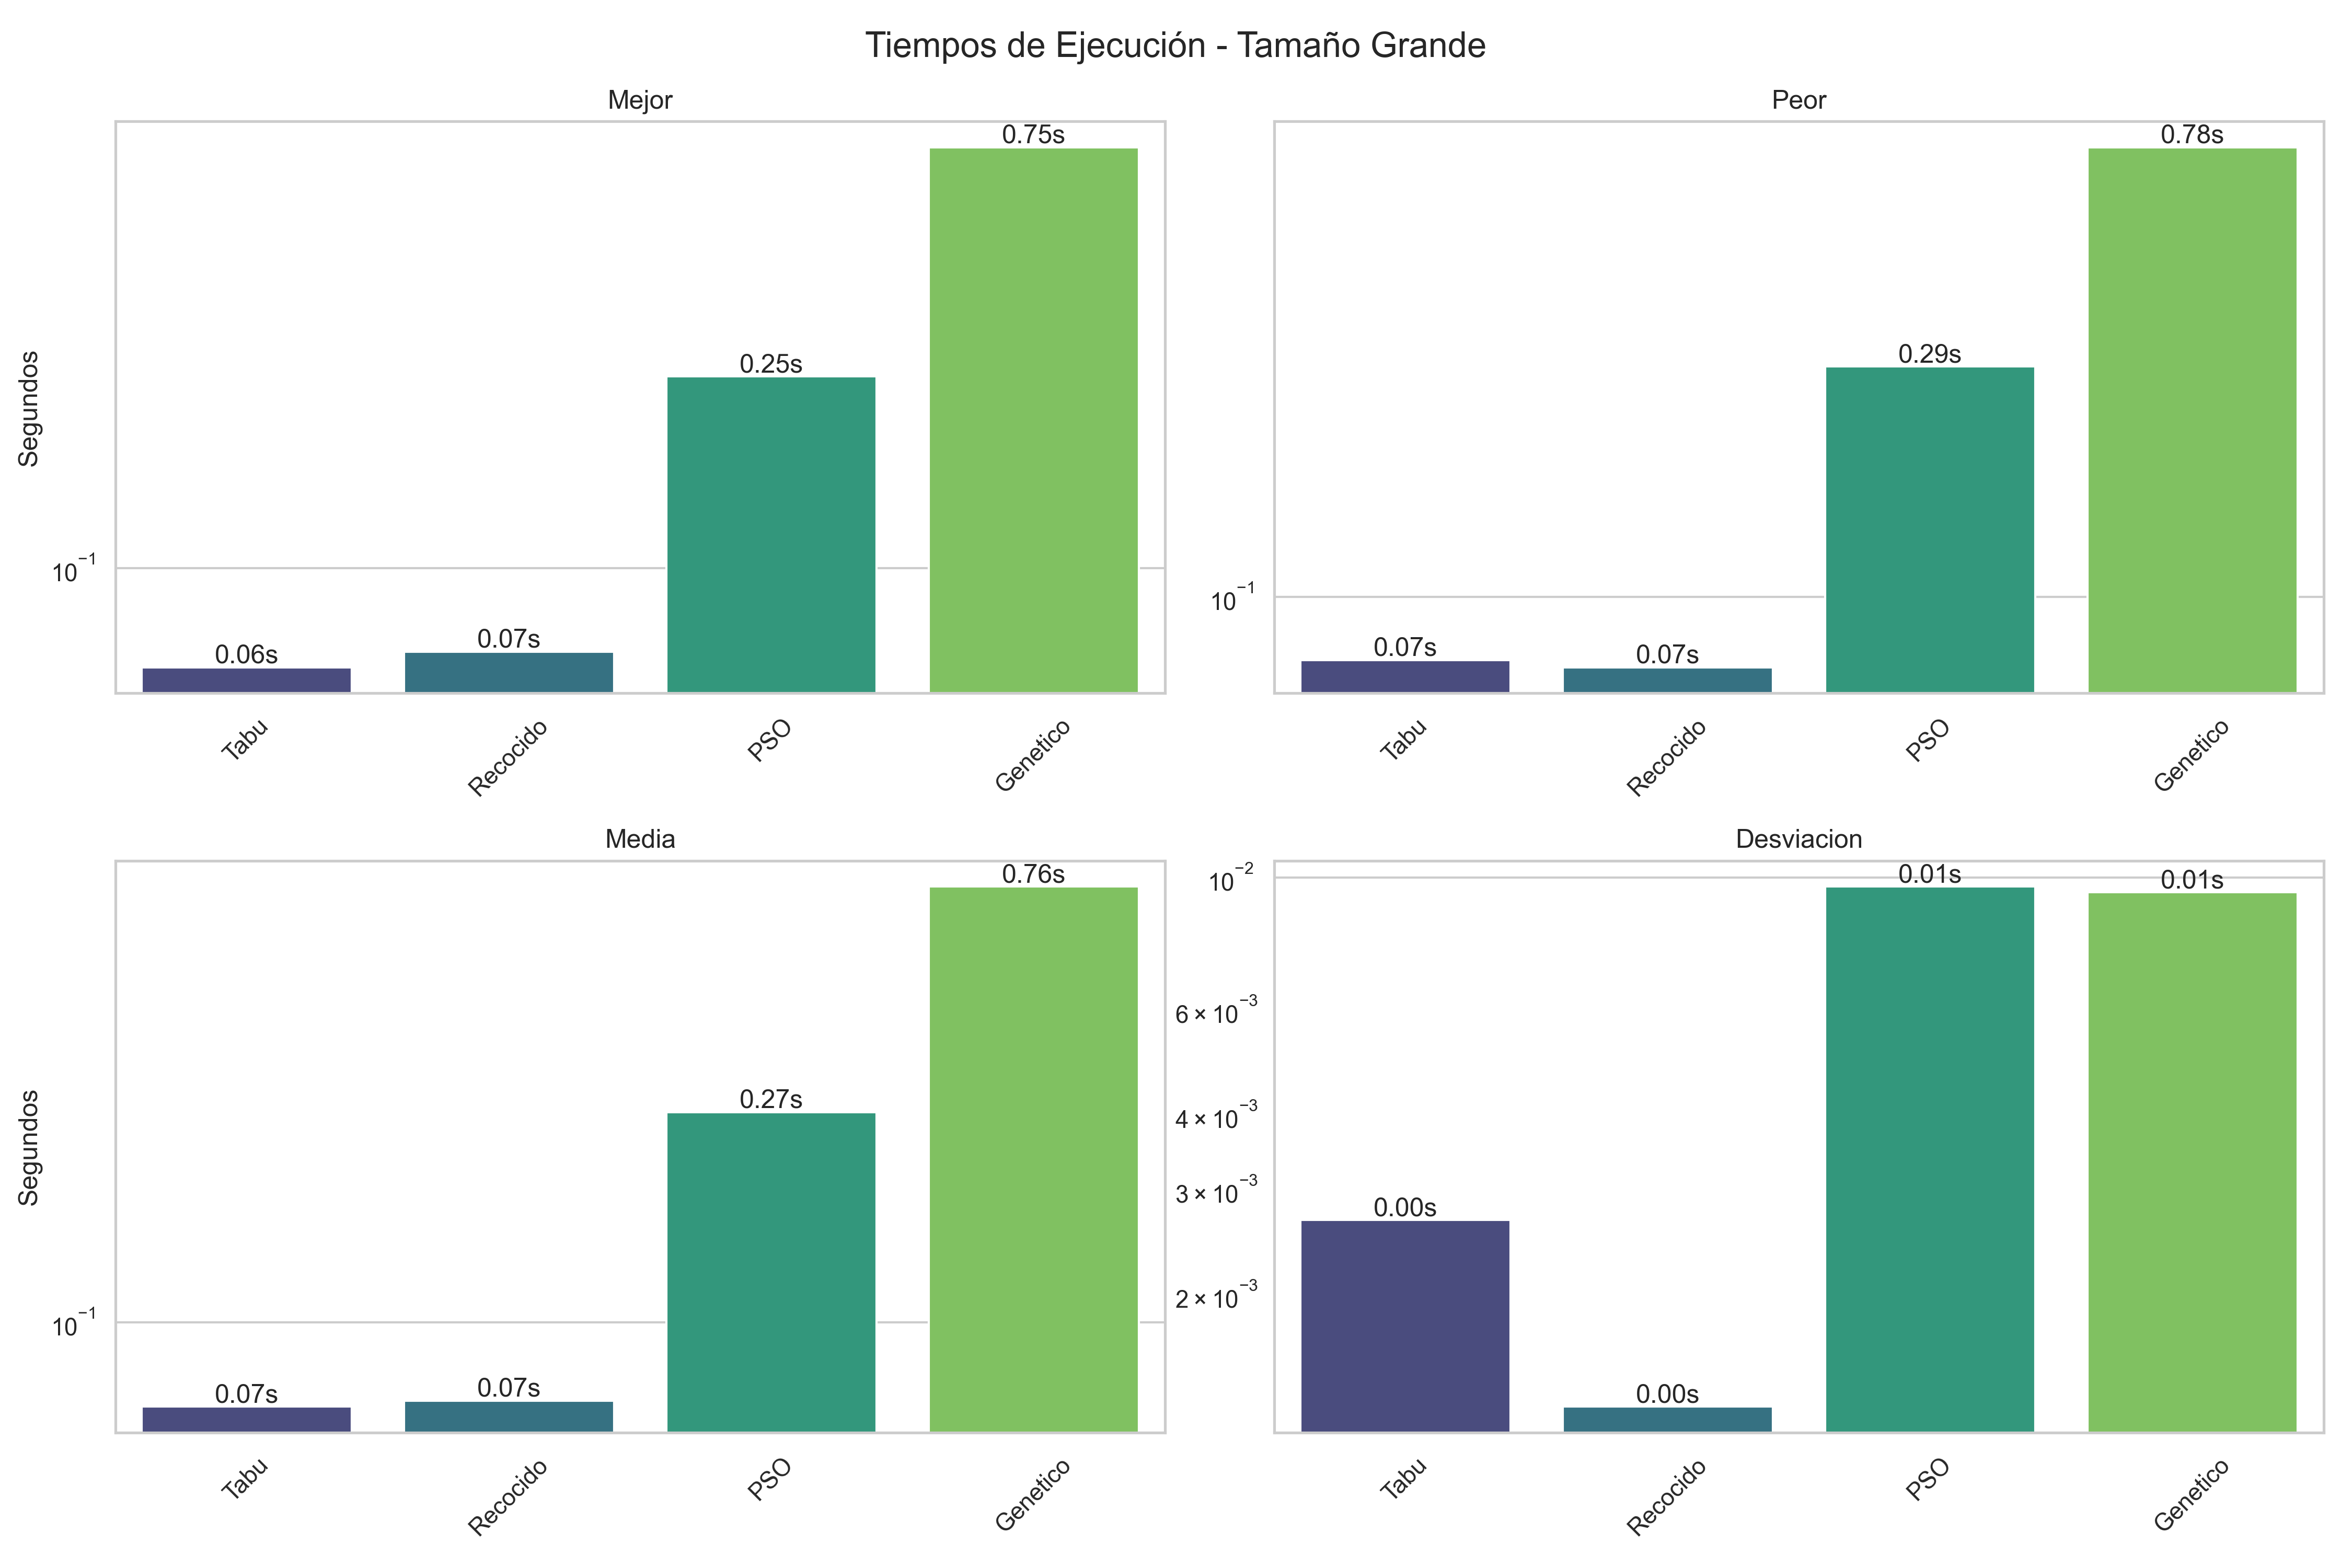 Tiempos de Ejecución - Tamaño Grande
Mejor
Segundos
10⁻¹
0.06s
0.07s
0.25s
0.75s
Tabu
Recocido
PSO
Genetico
Peor
10⁻¹
0.07s
0.07s
0.29s
0.78s
Tabu
Recocido
PSO
Genetico
Media
Segundos
10⁻¹
0.07s
0.07s
0.27s
0.76s
Tabu
Recocido
PSO
Genetico
Desviacion
10⁻²
6 × 10⁻³
4 × 10⁻³
3 × 10⁻³
2 × 10⁻³
0.00s
0.00s
0.01s
0.01s
Tabu
Recocido
PSO
Genetico